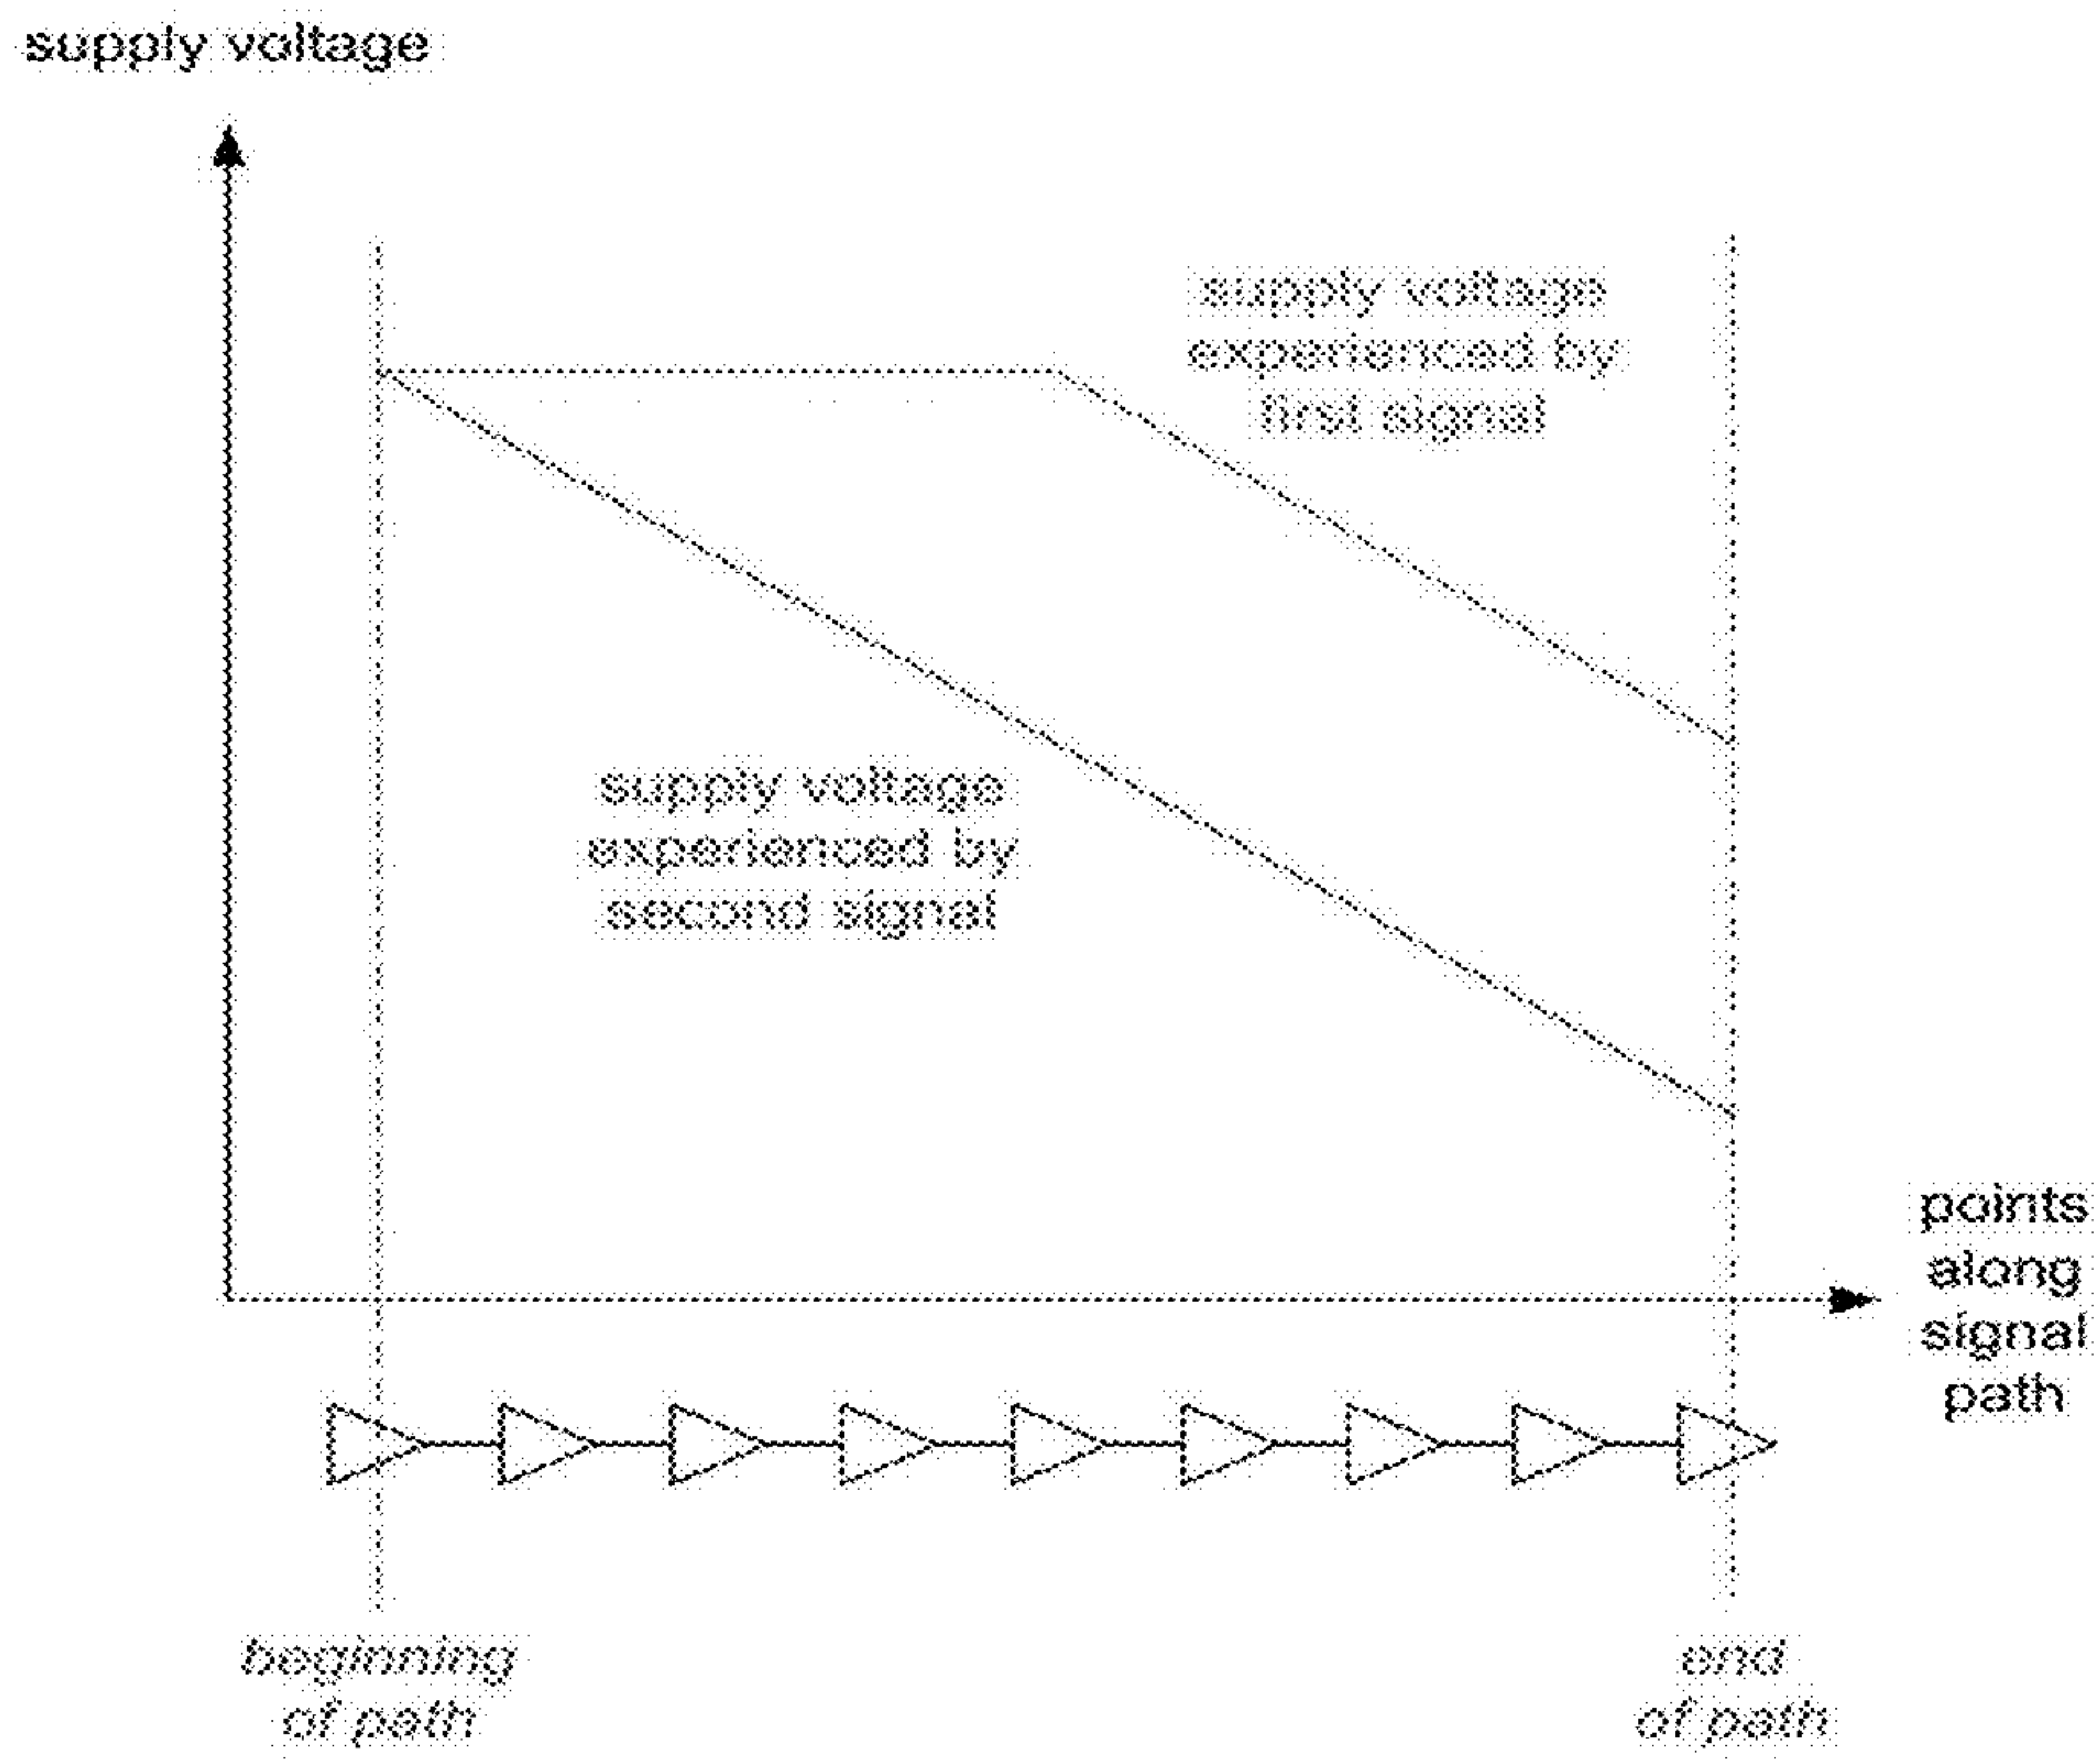 supply voltage
supply voltage
experienced by
first signal
supply voltage
experienced by
second signal
points
along
signal
path
beginning
of path
end
of path